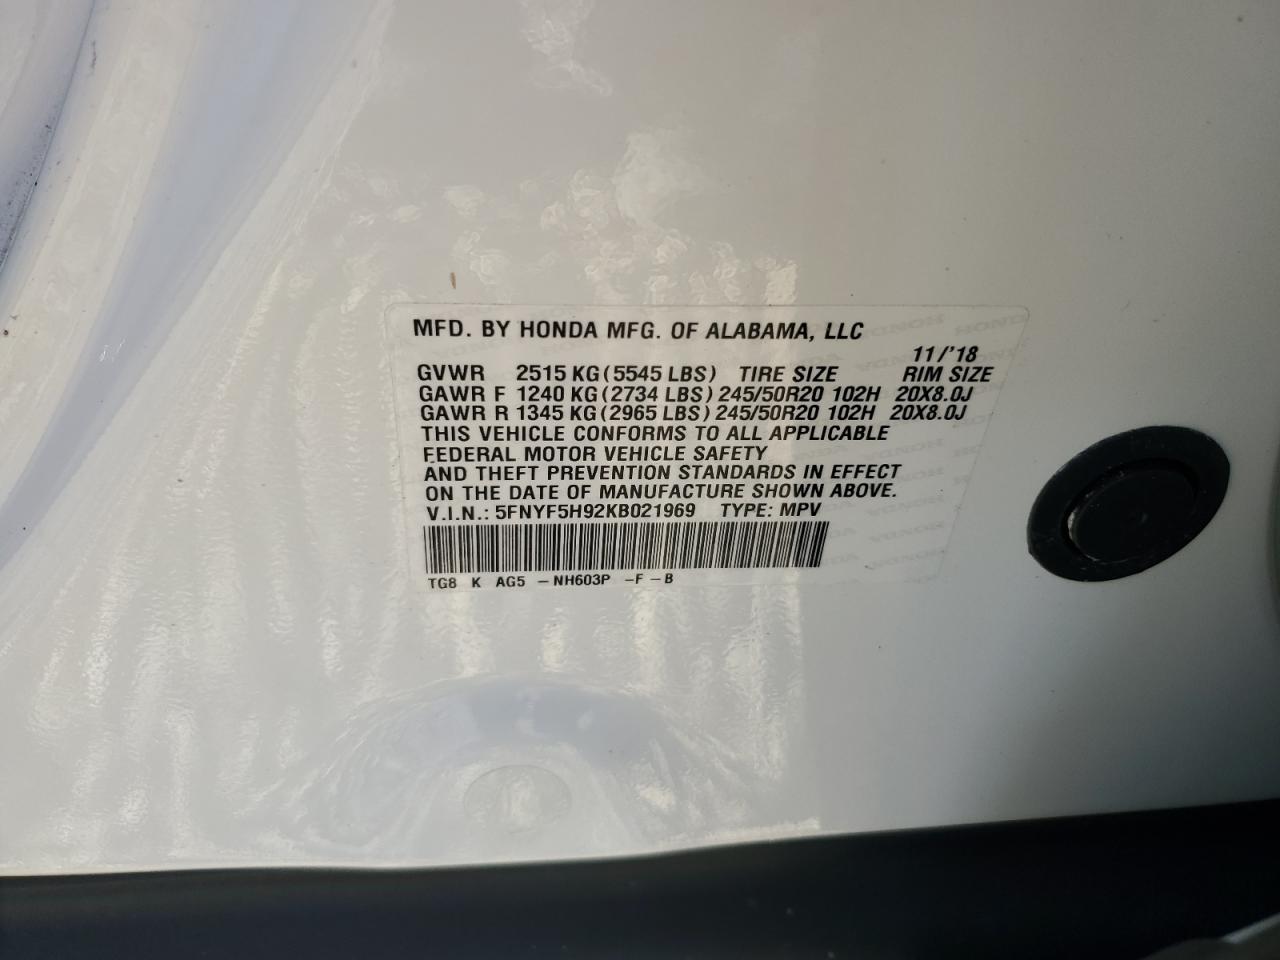 MFD. BY HONDA MFG. OF ALABAMA, LLC
11/'18
GVWR 2515 KG (5545 LBS) TIRE SIZE RIM SIZE
GAWR F 1240 KG (2734 LBS) 245/50R20 102H 20X8.0J
GAWR R 1345 KG (2965 LBS) 245/50R20 102H 20X8.0J
THIS VEHICLE CONFORMS TO ALL APPLICABLE
FEDERAL MOTOR VEHICLE SAFETY
AND THEFT PREVENTION STANDARDS IN EFFECT
ON THE DATE OF MANUFACTURE SHOWN ABOVE.
V.I.N.: 5FNYF5H92KB021969 TYPE: MPV
TG8 K AG5 -NH603P -F-B